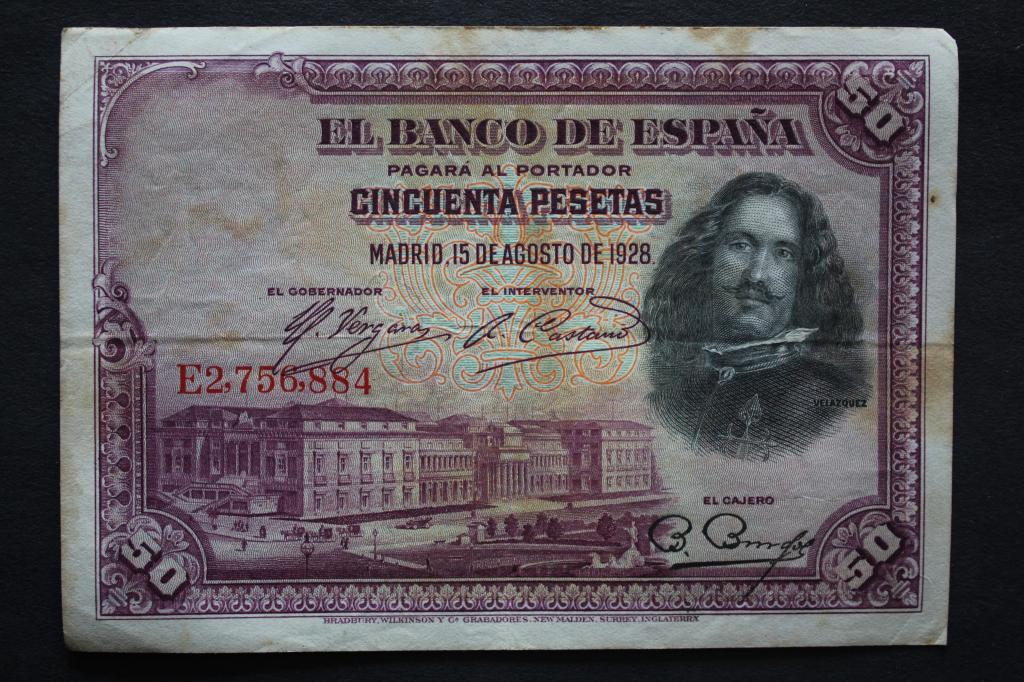 50
EL BANCO DE ESPAÑA
PAGARÁ AL PORTADOR
CINCUENTA PESETAS
MADRID, 15 DE AGOSTO DE 1928.
EL GOBERNADOR EL INTERVENTOR
E2,756,884
VELAZQUEZ
EL CAJERO
50 50
BRADBURY, WILKINSON Y Cª GRABADORES. NEW MALDEN, SURREY, INGLATERRA